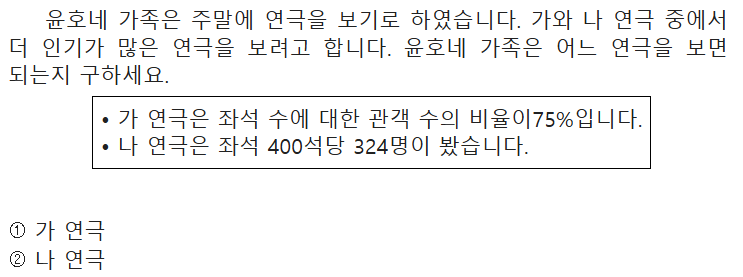 윤호네 가족은 주말에 연극을 보기로 하였습니다. 가와 나 연극 중에서
더 인기가 많은 연극을 보려고 합니다. 윤호네 가족은 어느 연극을 보면
되는지 구하세요.
• 가 연극은 좌석 수에 대한 관객 수의 비율이75%입니다.
• 나 연극은 좌석 400석당 324명이 봤습니다.
① 가 연극
② 나 연극